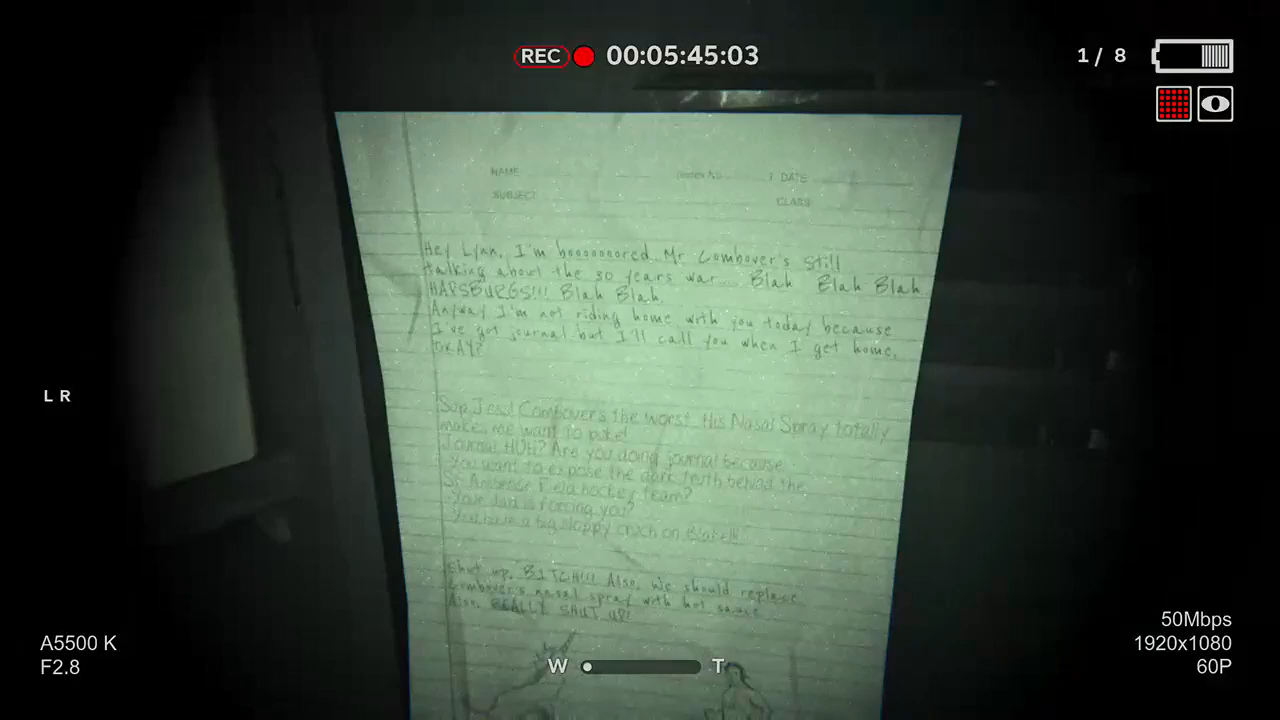 REC 00:05:45:03
1 / 8
NAME Index No DATE
SUBJECT CLASS
Hey Lynn, I'm booooooored. Mr Combover's still
talking about the 30 years war... Blah Blah Blah
HAPSBURGS!!! Blah Blah.
Anyway I'm not riding home with you today because
I've got journal but I'll call you when I get home,
OKAY?
Sup Jess! Combover's the worst. His Nasal Spray totally
makes me want to puke!
Journal HUH? Are you doing journal because
-You want to expose the dark truth behind the
St. Ambrose Field hockey team?
-Your dad is forcing you?
-You have a big sloppy crush on Blake!!!
Shut up, BITCH!!! Also, we should replace
Combover's nasal spray with hot sauce
Also, REALLY SHUT UP!
L R
A5500 K
F2.8
W T
50Mbps
1920x1080
60P